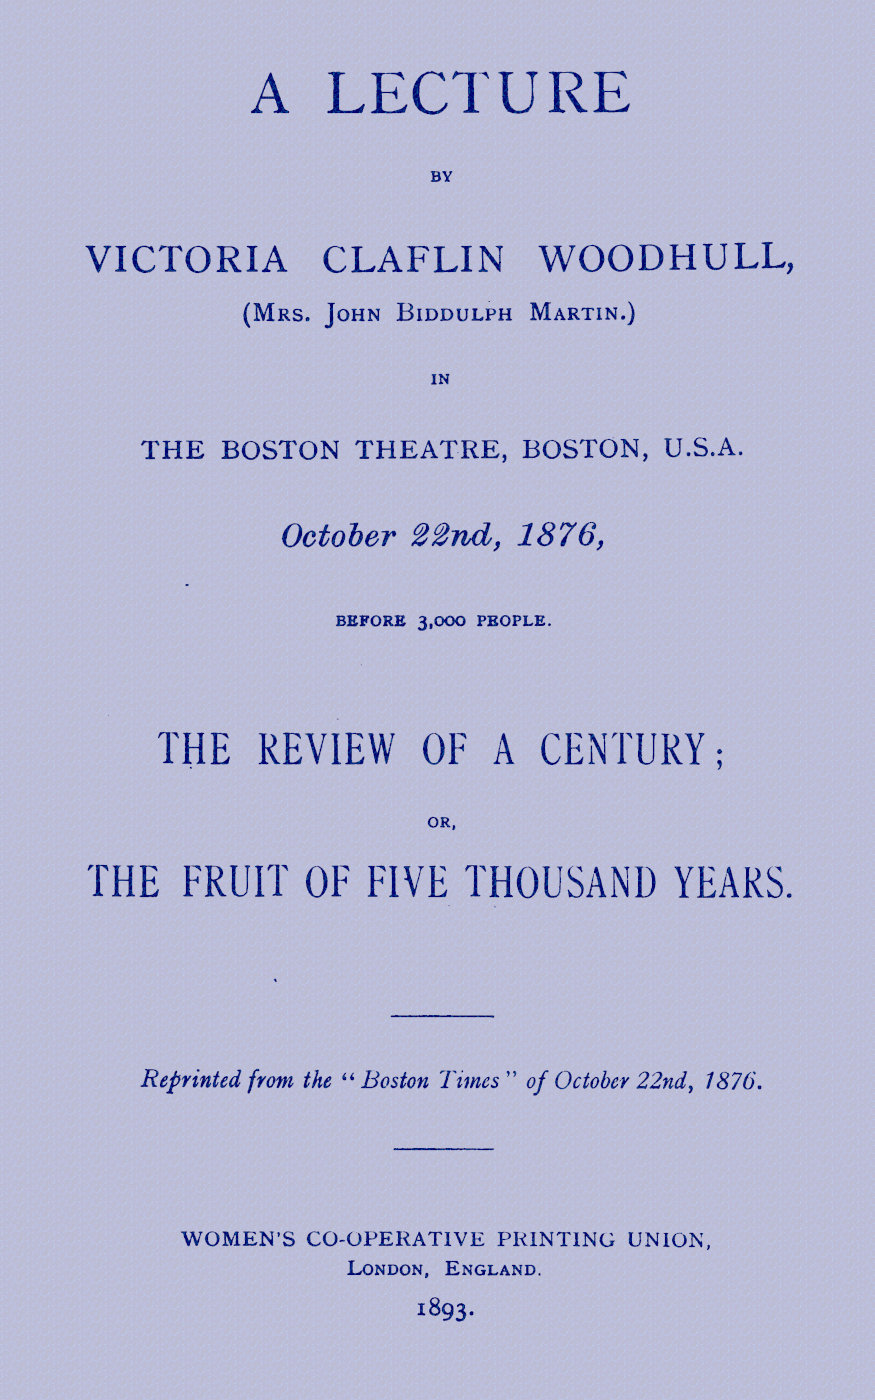 A LECTURE
BY
VICTORIA CLAFLIN WOODHULL,
(Mrs. John Biddulph Martin.)
IN
THE BOSTON THEATRE, BOSTON, U.S.A.
October 22nd, 1876,
BEFORE 3,000 PEOPLE.
THE REVIEW OF A CENTURY;
OR,
THE FRUIT OF FIVE THOUSAND YEARS.
Reprinted from the “Boston Times” of October 22nd, 1876.
WOMEN'S CO-OPERATIVE PRINTING UNION,
London, England.
1893.